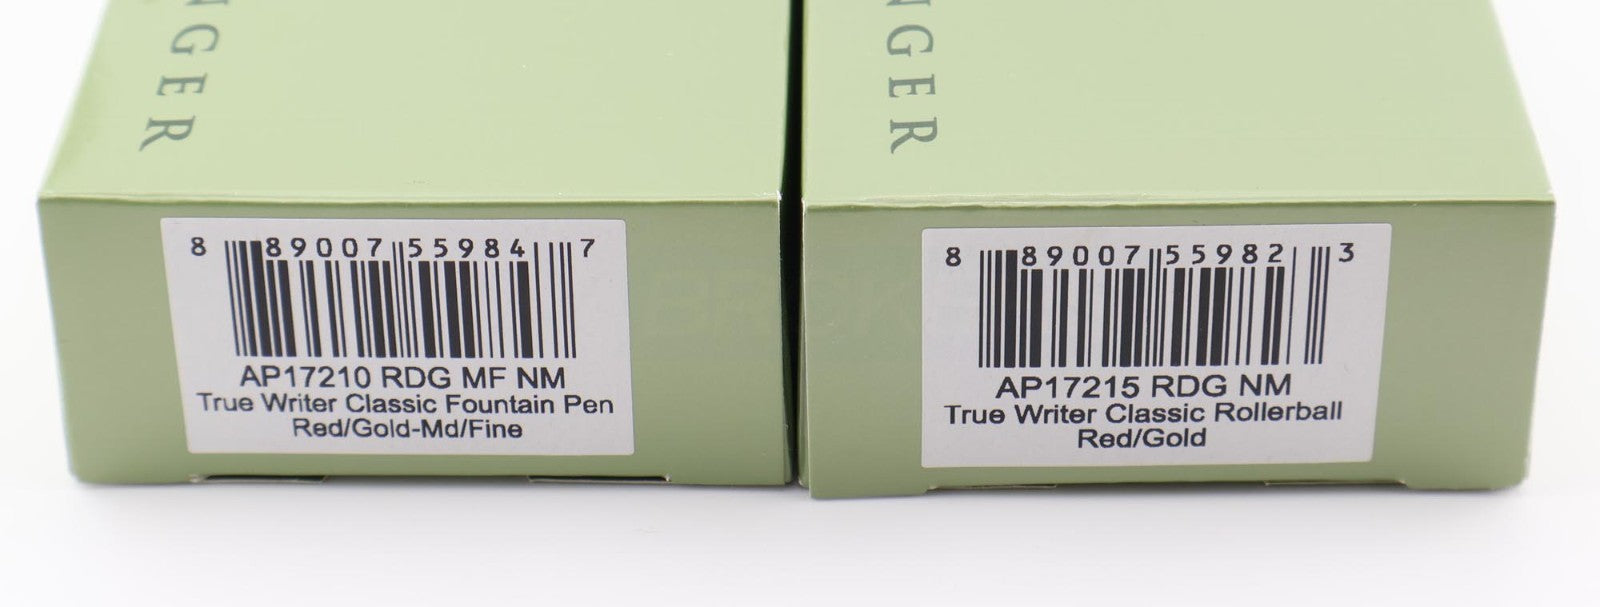 NGER
8 89007 55984 7
AP17210 RDG MF NM
True Writer Classic Fountain Pen
Red/Gold-Md/Fine
NGER
8 89007 55982 3
AP17215 RDG NM
True Writer Classic Rollerball
Red/Gold